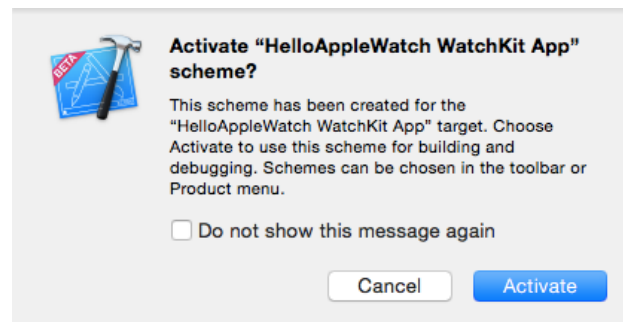 BETA
Activate “HelloAppleWatch WatchKit App”
scheme?
This scheme has been created for the
“HelloAppleWatch WatchKit App” target. Choose
Activate to use this scheme for building and
debugging. Schemes can be chosen in the toolbar or
Product menu.
Do not show this message again
Cancel
Activate